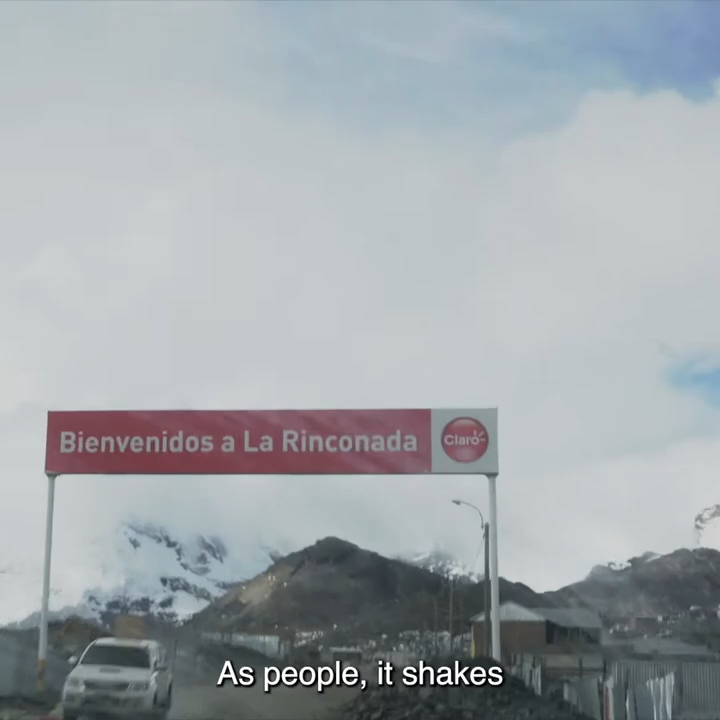 Bienvenidos a La Rinconada
Claro
As people, it shakes